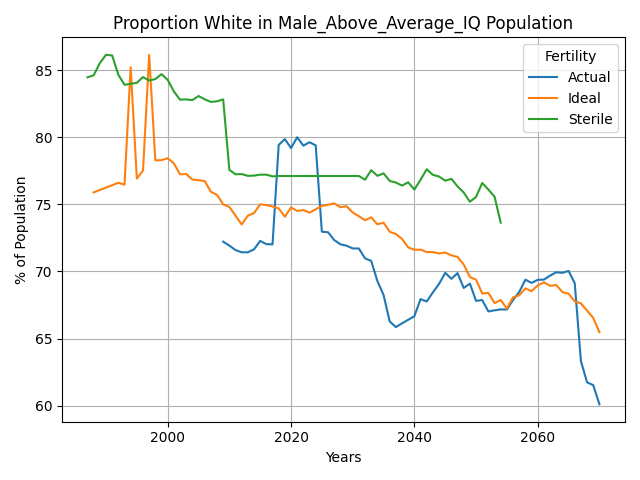 Proportion White in Male_Above_Average_IQ Population
Fertility
Actual
Ideal
Sterile
% of Population
85
80
75
70
65
60
2000
2020
2040
2060
Years